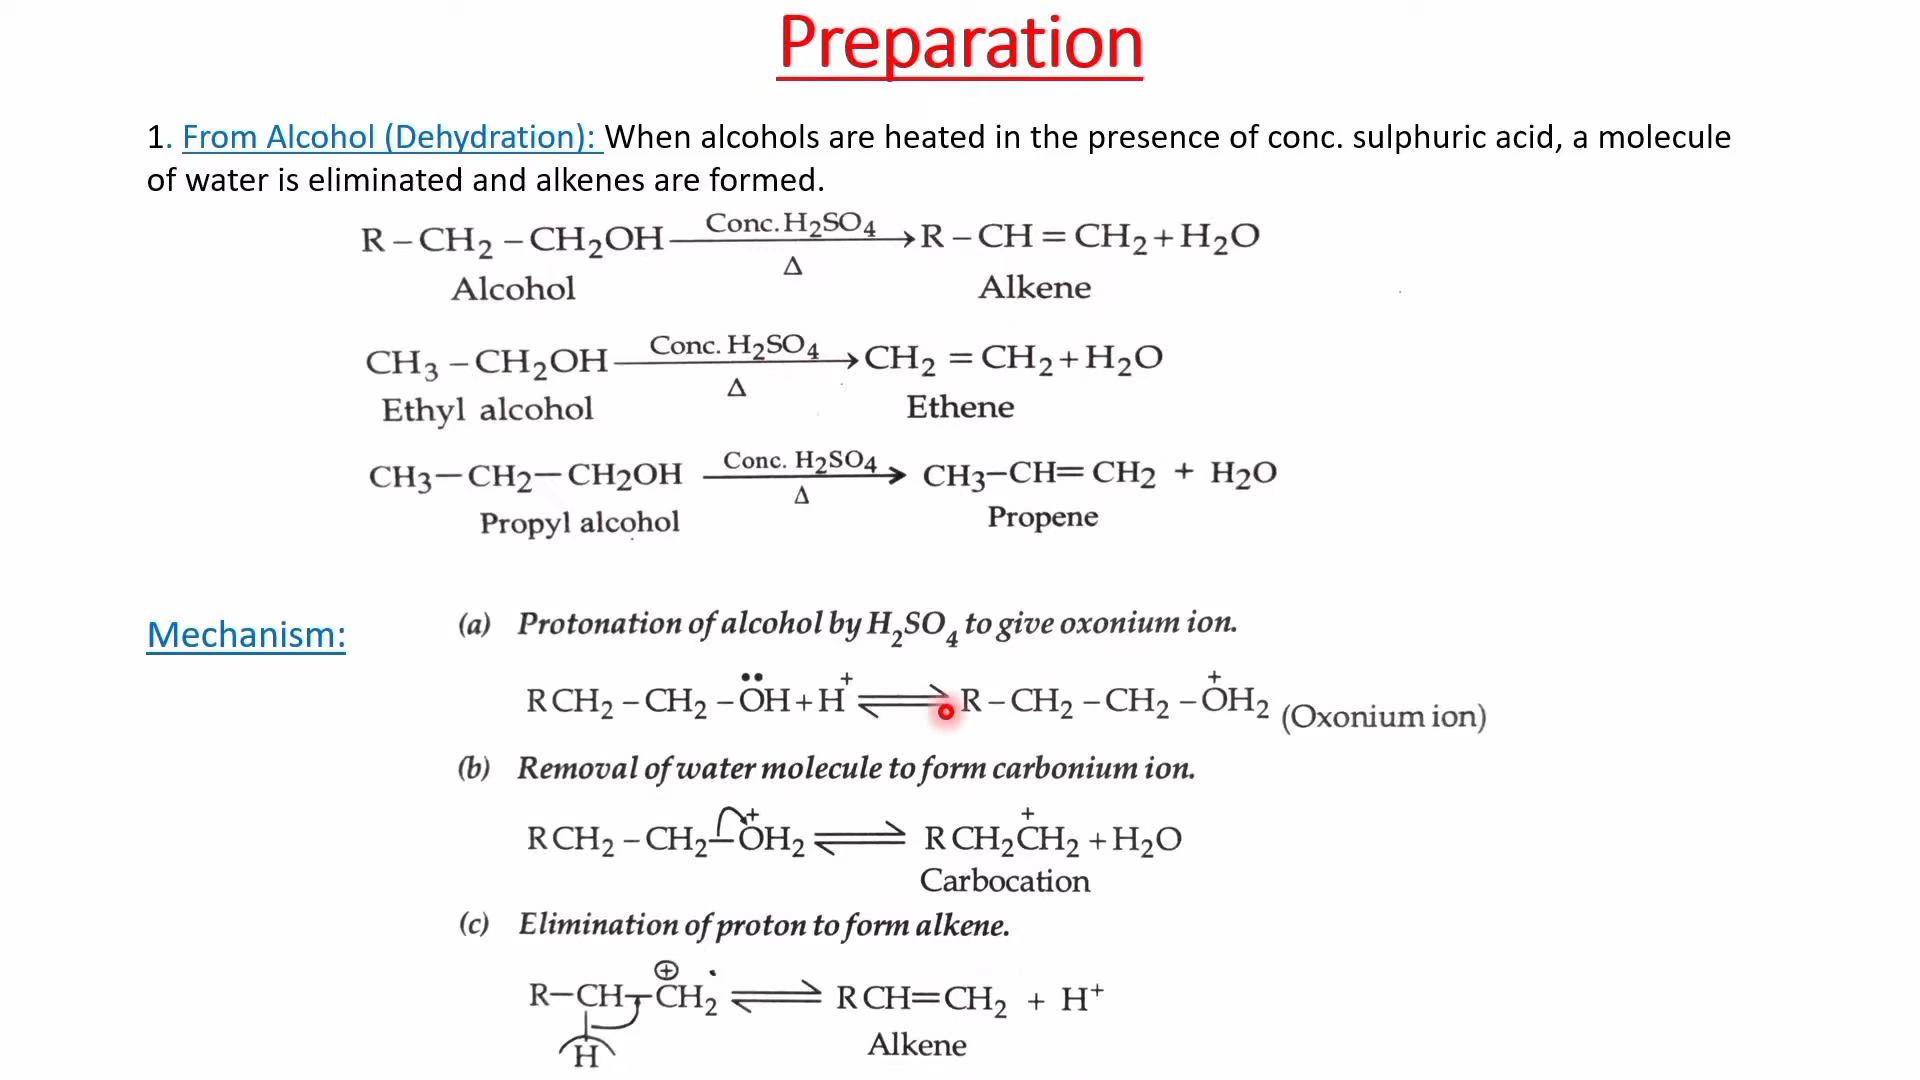 Preparation
1. From Alcohol (Dehydration): When alcohols are heated in the presence of conc. sulphuric acid, a molecule
of water is eliminated and alkenes are formed.
R – CH₂ – CH₂OH Conc. H₂SO₄ Δ → R – CH = CH₂ + H₂O
Alcohol Alkene
CH₃ – CH₂OH Conc. H₂SO₄ Δ → CH₂ = CH₂ + H₂O
Ethyl alcohol Ethene
CH₃ – CH₂ – CH₂OH Conc. H₂SO₄ Δ → CH₃ – CH = CH₂ + H₂O
Propyl alcohol Propene
Mechanism:
(a) Protonation of alcohol by H₂SO₄ to give oxonium ion.
RCH₂ – CH₂ – ÖH + H⁺ ⇌ R – CH₂ – CH₂ – O⁺H₂ (Oxonium ion)
(b) Removal of water molecule to form carbonium ion.
RCH₂ – CH₂ – O⁺H₂ ⇌ RCH₂C⁺H₂ + H₂O
Carbocation
(c) Elimination of proton to form alkene.
R – CH – C⊕H₂ ⇌ RCH = CH₂ + H⁺
H Alkene